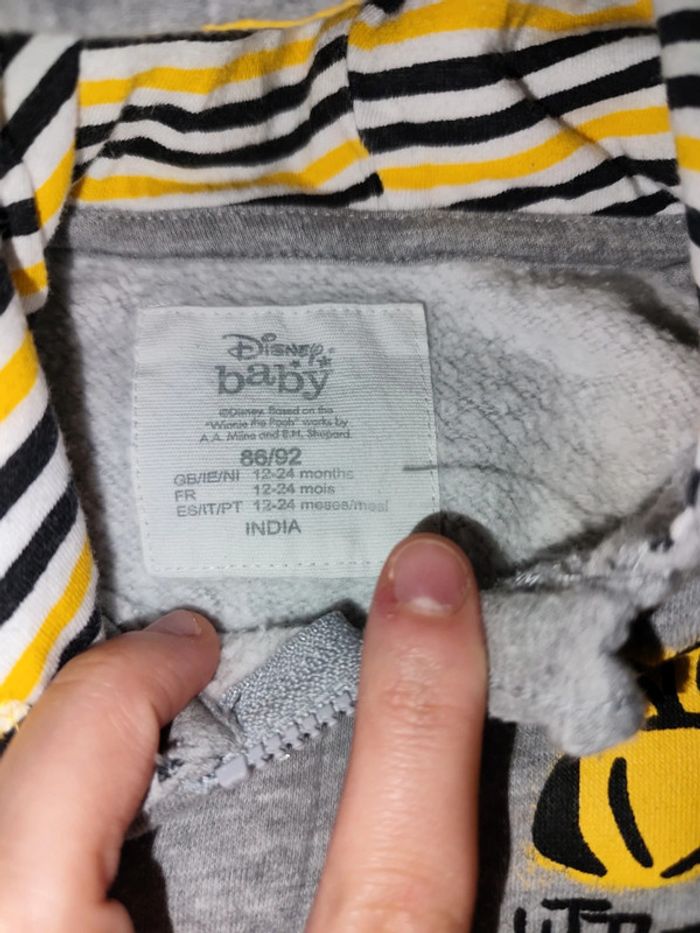 Disney
baby
©Disney. Based on the
"Winnie the Pooh" works by
A.A. Milne and E.H. Shepard
86/92
GB/IE/NI 12-24 months
FR 12-24 mois
ES/IT/PT 12-24 meses/mesi
INDIA